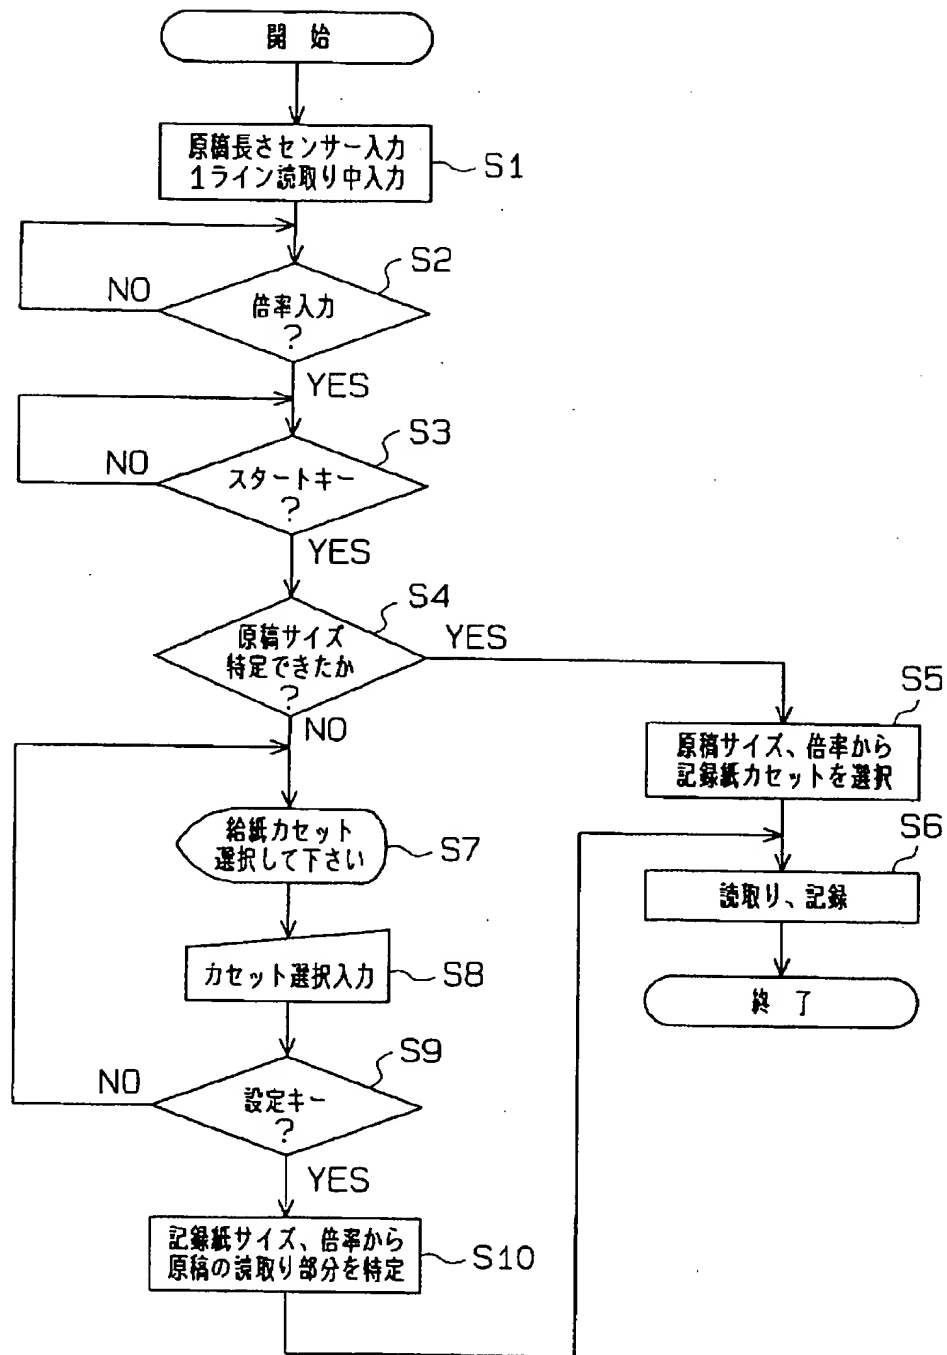 開 始
原稿長さセンサー入力
1ライン読取り中入力
S1
S2
NO
倍率入力
?
YES
S3
NO
スタートキー
?
YES
S4
原稿サイズ
特定できたか
?
YES
NO
S5
原稿サイズ、倍率から
記録紙カセットを選択
給紙カセット
選択して下さい
S7
S6
読取り、記録
カセット選択入力
S8
終 了
S9
NO
設定キー
?
YES
記録紙サイズ、倍率から
原稿の読取り部分を特定
S10